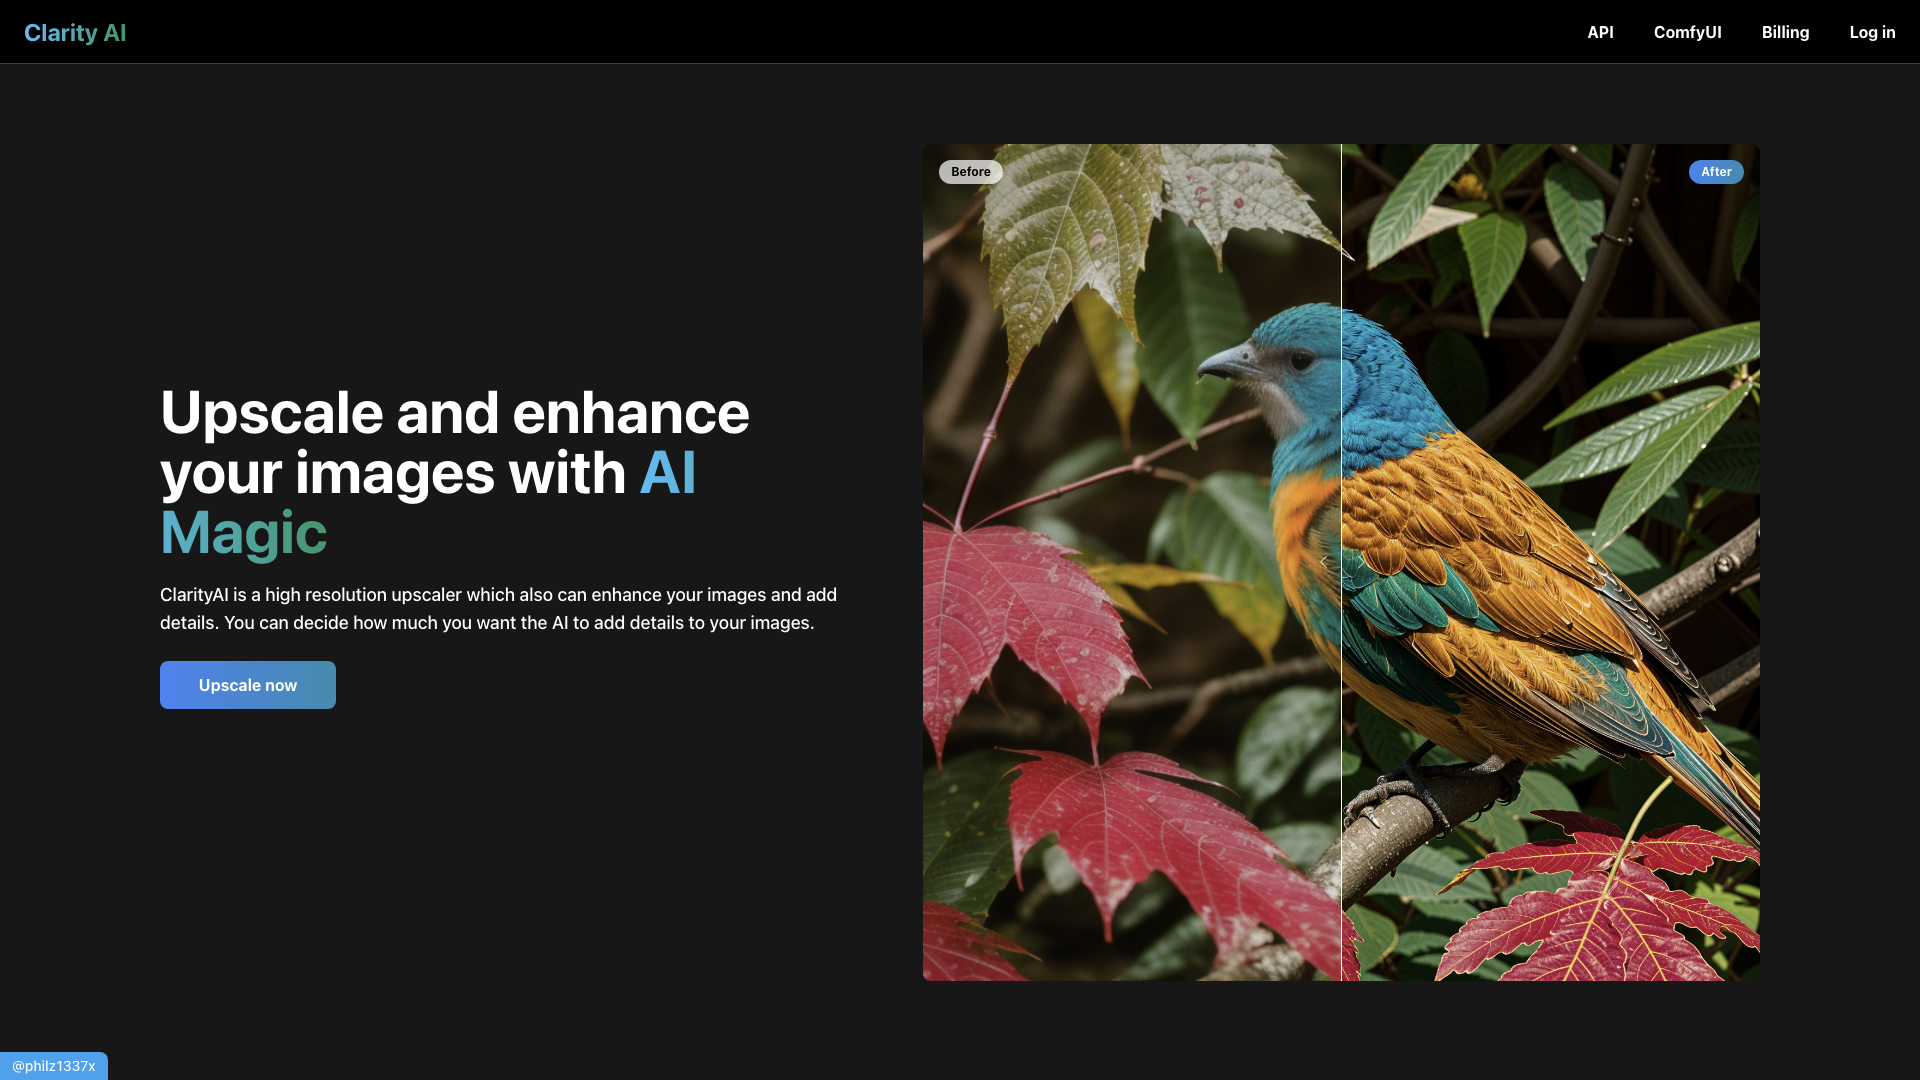 Clarity AI
API
ComfyUI
Billing
Log in
Before
After
Upscale and enhance
your images with AI
Magic
ClarityAI is a high resolution upscaler which also can enhance your images and add
details. You can decide how much you want the AI to add details to your images.
Upscale now
@philz1337x